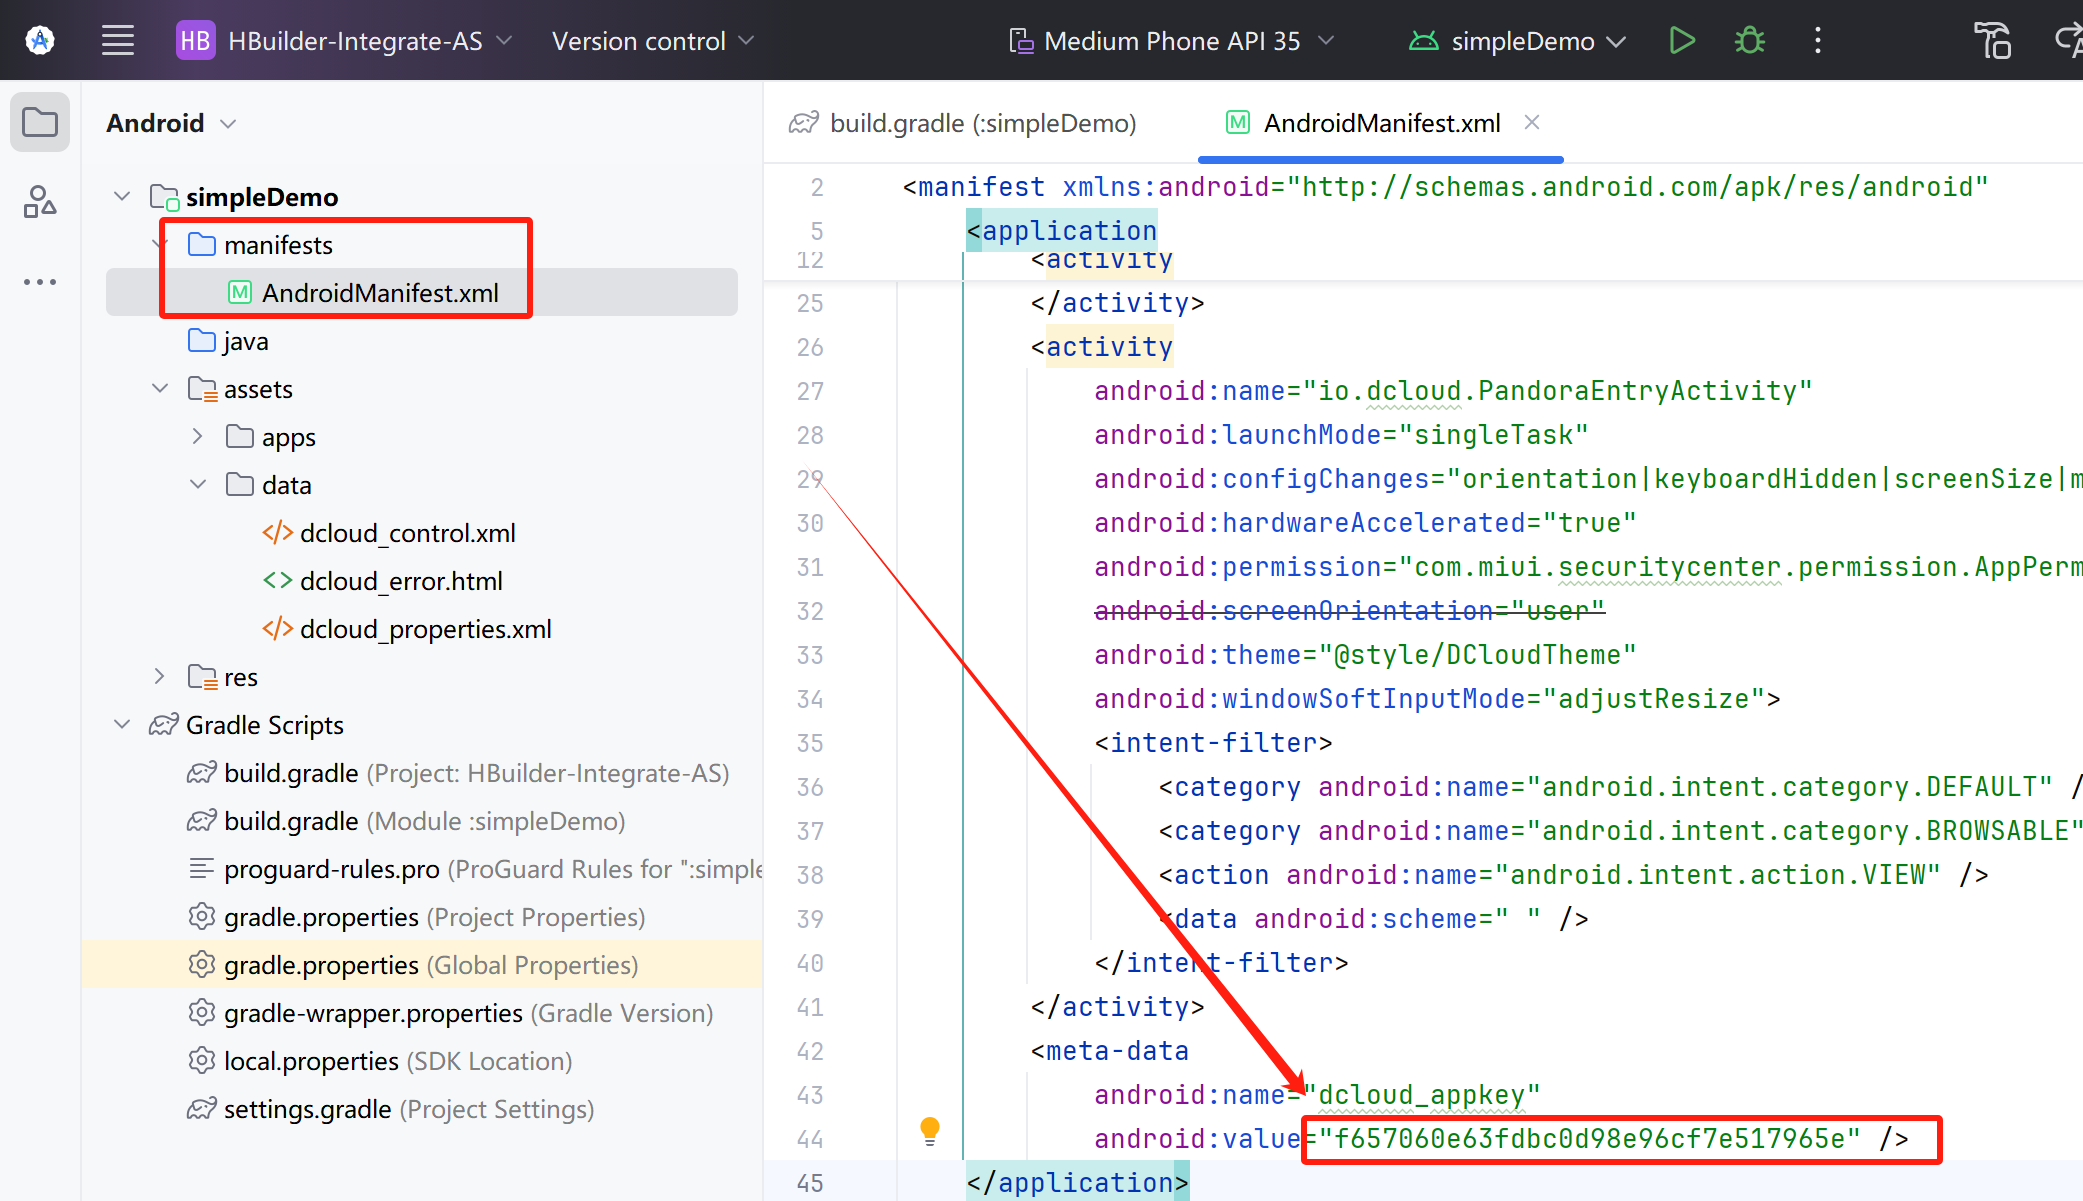 HB HBuilder-Integrate-AS Version control Medium Phone API 35 simpleDemo
Android
simpleDemo
manifests
AndroidManifest.xml
java
assets
apps
data
dcloud_control.xml
dcloud_error.html
dcloud_properties.xml
res
Gradle Scripts
build.gradle (Project: HBuilder-Integrate-AS)
build.gradle (Module :simpleDemo)
proguard-rules.pro (ProGuard Rules for ":simple
gradle.properties (Project Properties)
gradle.properties (Global Properties)
gradle-wrapper.properties (Gradle Version)
local.properties (SDK Location)
settings.gradle (Project Settings)
build.gradle (:simpleDemo) AndroidManifest.xml
2 <manifest xmlns:android="http://schemas.android.com/apk/res/android"
5 <application
12 <activity
25 </activity>
26 <activity
27 android:name="io.dcloud.PandoraEntryActivity"
28 android:launchMode="singleTask"
29 android:configChanges="orientation|keyboardHidden|screenSize|m
30 android:hardwareAccelerated="true"
31 android:permission="com.miui.securitycenter.permission.AppPerm
32 android:screenOrientation="user"
33 android:theme="@style/DCloudTheme"
34 android:windowSoftInputMode="adjustResize">
35 <intent-filter>
36 <category android:name="android.intent.category.DEFAULT" /
37 <category android:name="android.intent.category.BROWSABLE"
38 <action android:name="android.intent.action.VIEW" />
39 <data android:scheme=" " />
40 </intent-filter>
41 </activity>
42 <meta-data
43 android:name="dcloud_appkey"
44 android:value="f657060e63fdbc0d98e96cf7e517965e" />
45 </application>